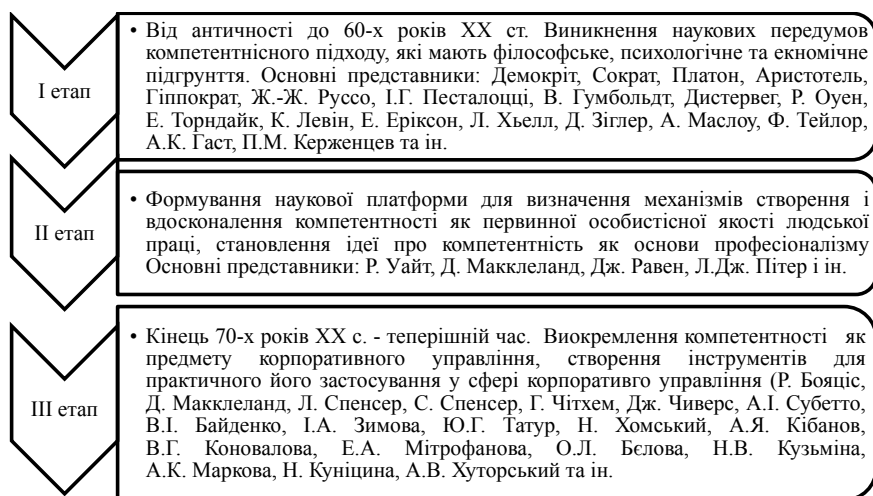 І етап
• Від античності до 60-х років ХХ ст. Виникнення наукових передумов
компетентнісного підходу, які мають філософське, психологічне та екномічне
підгрунття. Основні представники: Демокріт, Сократ, Платон, Аристотель,
Гіппократ, Ж.-Ж. Руссо, І.Г. Песталоцці, В. Гумбольдт, Дистервег, Р. Оуен,
Е. Торндайк, К. Левін, Е. Еріксон, Л. Хьелл, Д. Зіглер, А. Маслоу, Ф. Тейлор,
А.К. Гаст, П.М. Керженцев та ін.
ІІ етап
• Формування наукової платформи для визначення механізмів створення і
вдосконалення компетентності як первинної особистісної якості людської
праці, становлення ідеї про компетентність як основи професіоналізму
Основні представники: Р. Уайт, Д. Макклеланд, Дж. Равен, Л.Дж. Пітер і ін.
ІІІ етап
• Кінець 70-х років ХХ с. - теперішній час. Виокремлення компетентності як
предмету корпоративного управління, створення інструментів для
практичного його застосування у сфері корпоративго управління (Р. Бояціс,
Д. Макклеланд, Л. Спенсер, С. Спенсер, Г. Чітхем, Дж. Чиверс, А.І. Субетто,
В.І. Байденко, І.А. Зимова, Ю.Г. Татур, Н. Хомський, А.Я. Кібанов,
В.Г. Коновалова, Е.А. Мітрофанова, О.Л. Бєлова, Н.В. Кузьміна,
А.К. Маркова, Н. Куніцина, А.В. Хуторський та ін.